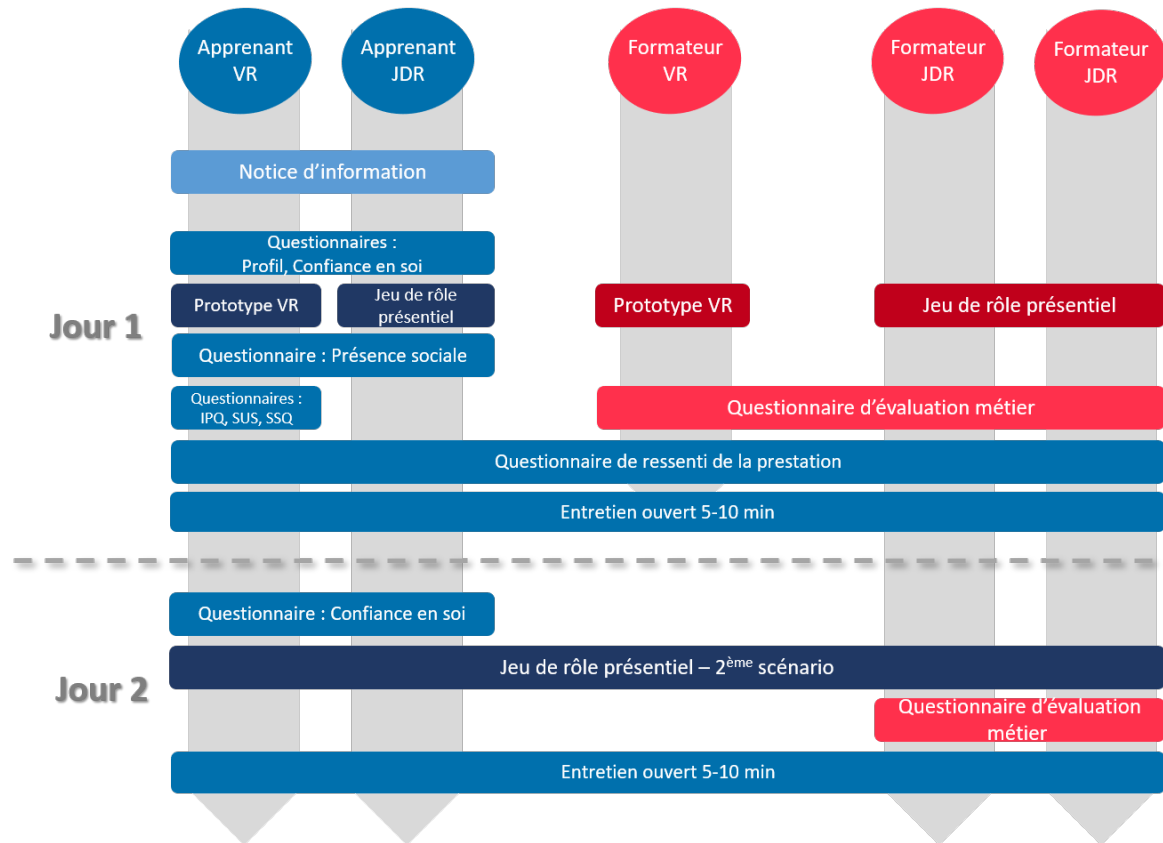 Apprenant
VR
Apprenant
JDR
Formateur
VR
Formateur
JDR
Formateur
JDR
Notice d'information
Questionnaires :
Profil, Confiance en soi
Jour 1
Prototype VR
Jeu de rôle
présentiel
Prototype VR
Jeu de rôle présentiel
Questionnaire : Présence sociale
Questionnaires :
IPQ, SUS, SSQ
Questionnaire d'évaluation métier
Questionnaire de ressenti de la prestation
Entretien ouvert 5-10 min
Questionnaire : Confiance en soi
Jour 2
Jeu de rôle présentiel – 2ème scénario
Questionnaire d'évaluation
métier
Entretien ouvert 5-10 min